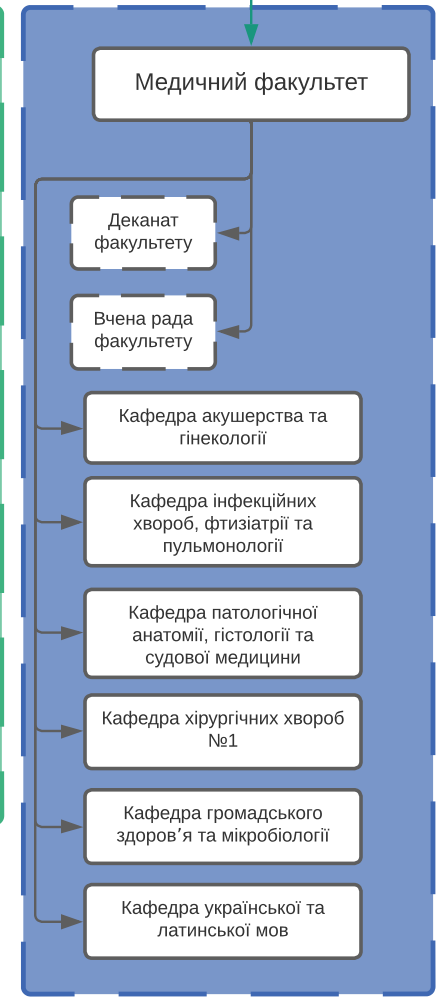 Медичний факультет
Деканат
факультету
Вчена рада
факультету
Кафедра акушерства та
гінекології
Кафедра інфекційних
хвороб, фтизіатрії та
пульмонології
Кафедра патологічної
анатомії, гістології та
судової медицини
Кафедра хірургічних хвороб
№1
Кафедра громадського
здоров’я та мікробіології
Кафедра української та
латинської мов